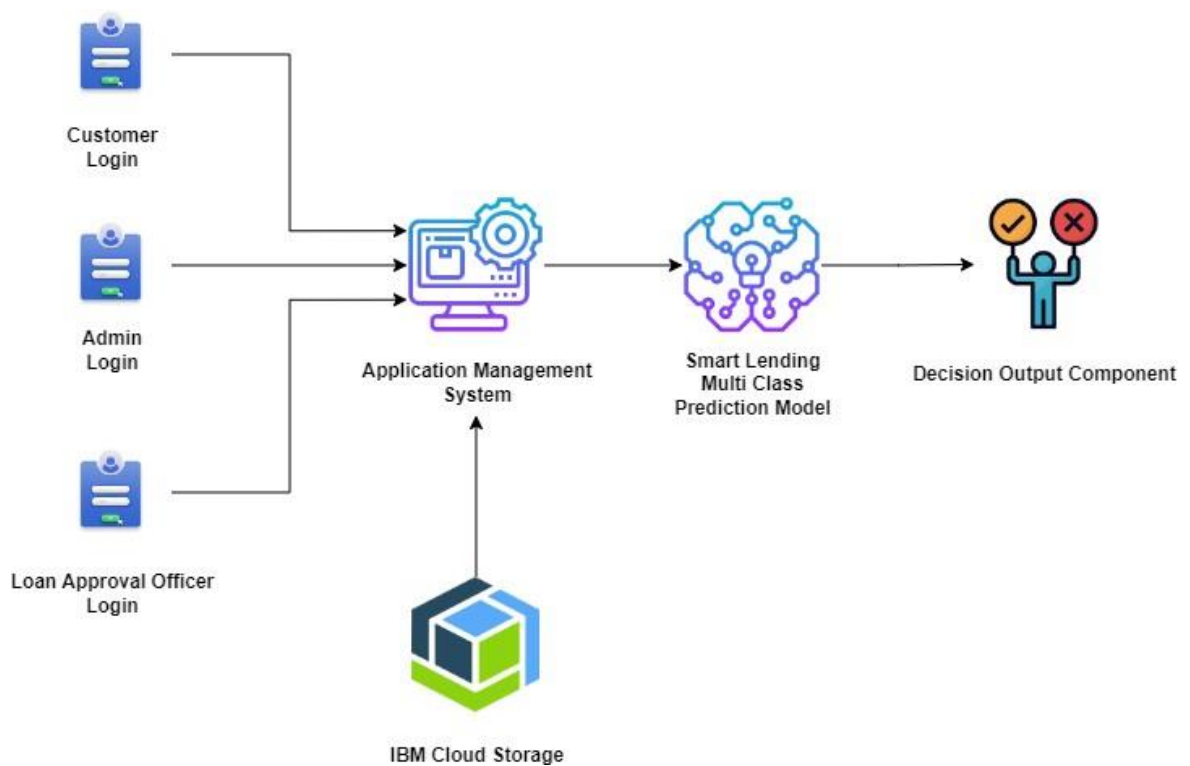 Customer
Login
Admin
Login
Application Management
System
Smart Lending
Multi Class
Prediction Model
Decision Output Component
Loan Approval Officer
Login
IBM Cloud Storage